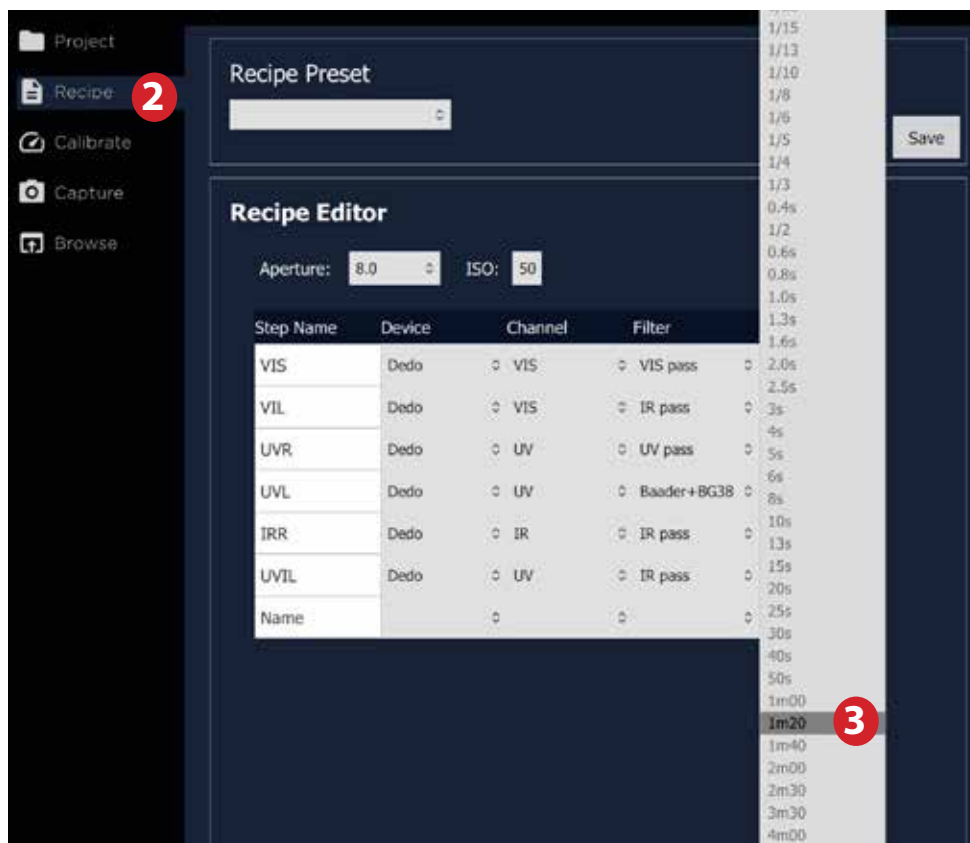 Project
Recipe
2
Calibrate
Capture
Browse
Recipe Preset
Save
Recipe Editor
Aperture: 8.0 ISO: 50
Step Name Device Channel Filter
VIS Dedo VIS VIS pass
VIL Dedo VIS IR pass
UVR Dedo UV UV pass
UVL Dedo UV Baader+BG38
IRR Dedo IR IR pass
UVIL Dedo UV IR pass
Name
1/15
1/13
1/10
1/8
1/6
1/5
1/4
1/3
0.4s
1/2
0.6s
0.8s
1.0s
1.3s
1.6s
2.0s
2.5s
3s
4s
5s
6s
8s
10s
13s
15s
20s
25s
30s
40s
50s
1m00
1m20
3
1m40
2m00
2m30
3m30
4m00